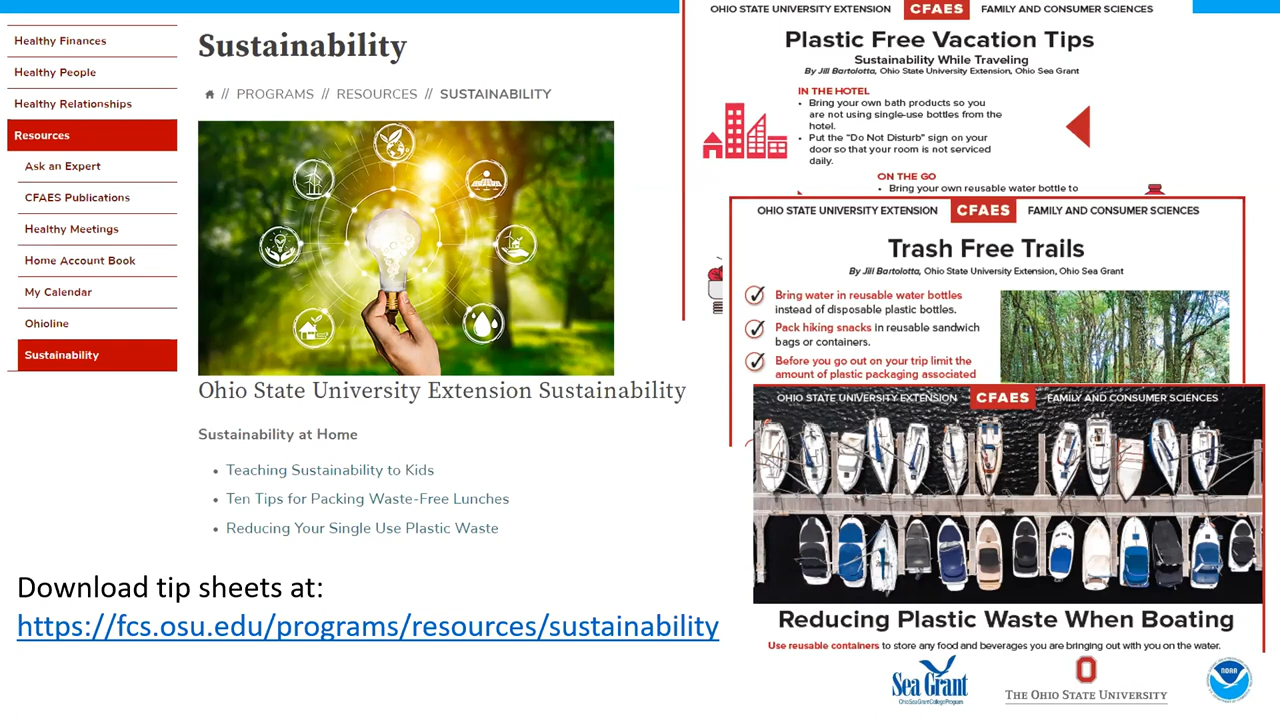 Healthy Finances
Healthy People
Healthy Relationships
Resources
Ask an Expert
CFAES Publications
Healthy Meetings
Home Account Book
My Calendar
Ohioline
Sustainability
Sustainability
// PROGRAMS // RESOURCES // SUSTAINABILITY
Ohio State University Extension Sustainability
Sustainability at Home
• Teaching Sustainability to Kids
• Ten Tips for Packing Waste-Free Lunches
• Reducing Your Single Use Plastic Waste
Download tip sheets at:
https://fcs.osu.edu/programs/resources/sustainability
OHIO STATE UNIVERSITY EXTENSION CFAES FAMILY AND CONSUMER SCIENCES
Plastic Free Vacation Tips
Sustainability While Traveling
By Jill Bartolotta, Ohio State University Extension, Ohio Sea Grant
IN THE HOTEL
• Bring your own bath products so you
are not using single-use bottles from the
hotel.
• Put the “Do Not Disturb” sign on your
door so that your room is not serviced
daily.
ON THE GO
• Bring your own reusable water bottle to
OHIO STATE UNIVERSITY EXTENSION CFAES FAMILY AND CONSUMER SCIENCES
Trash Free Trails
By Jill Bartolotta, Ohio State University Extension, Ohio Sea Grant
Bring water in reusable water bottles
instead of disposable plastic bottles.
Pack hiking snacks in reusable sandwich
bags or containers.
Before you go out on your trip limit the
amount of plastic packaging associated
OHIO STATE UNIVERSITY EXTENSION CFAES FAMILY AND CONSUMER SCIENCES
Reducing Plastic Waste When Boating
Use reusable containers to store any food and beverages you are bringing out with you on the water.
Sea Grant
Ohio Sea Grant College Program
THE OHIO STATE UNIVERSITY
NOAA